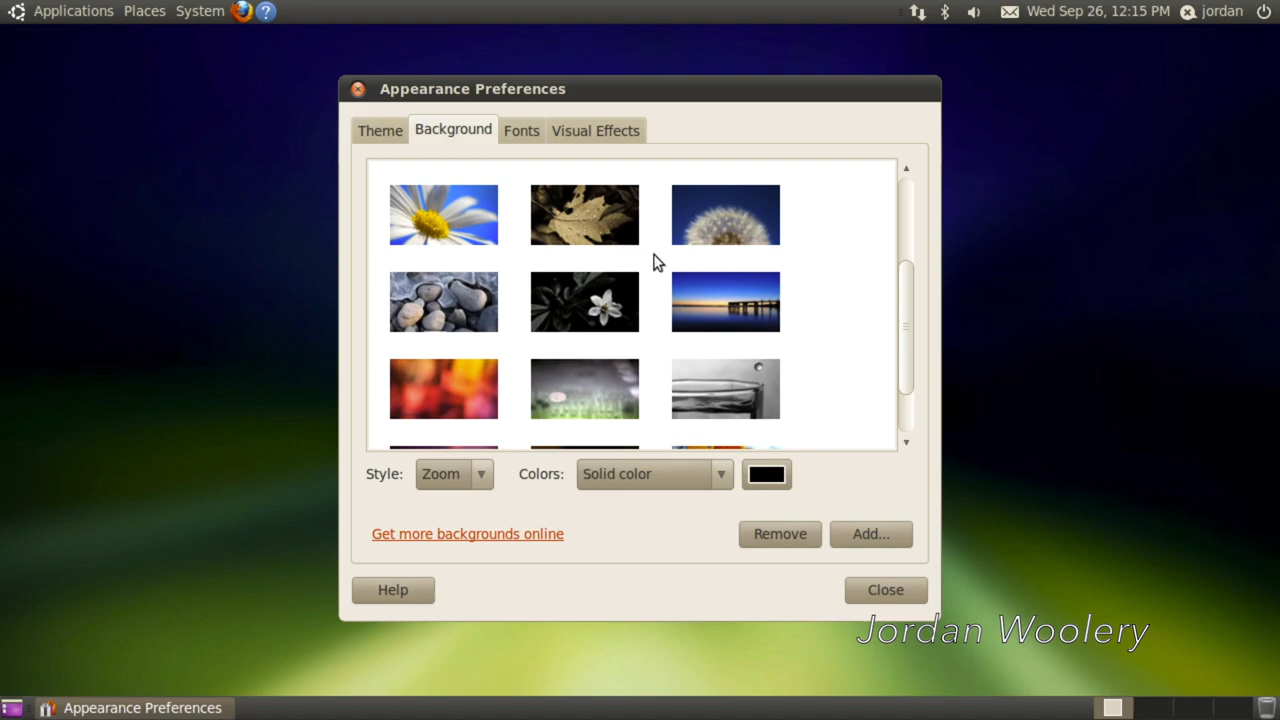 Applications Places System Wed Sep 26, 12:15 PM jordan
Appearance Preferences
Theme Background Fonts Visual Effects
Style: Zoom Colors: Solid color
Get more backgrounds online Remove Add...
Help Close
Jordan Woolery
Appearance Preferences